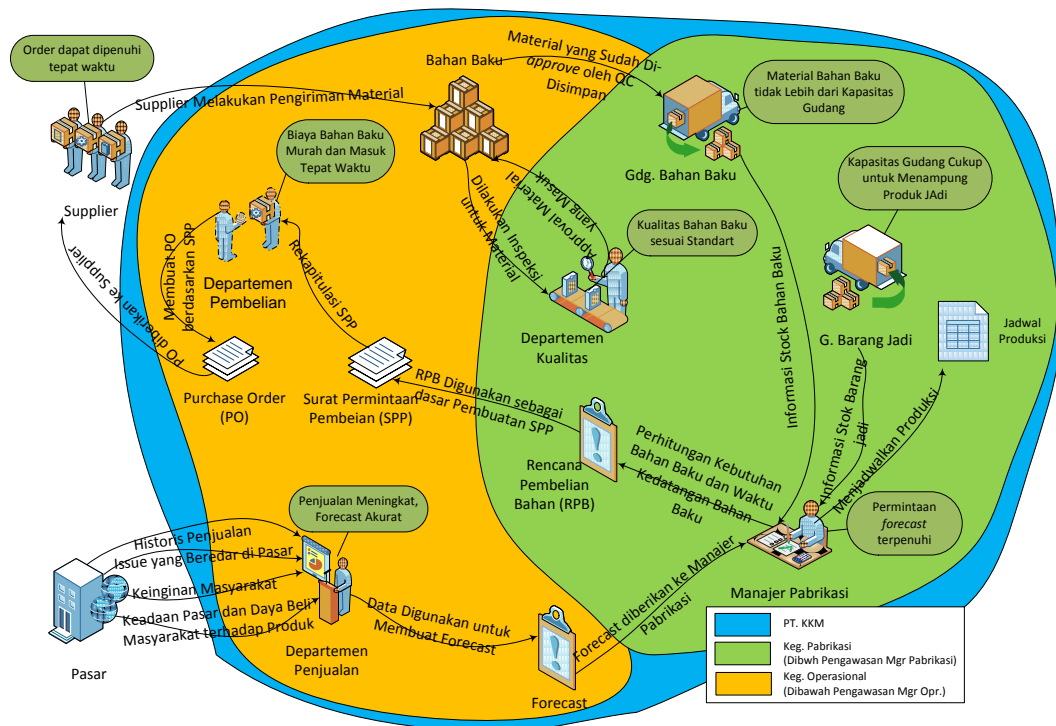 Order dapat dipenuhi
tepat waktu
Supplier Melakukan Pengiriman Material
Supplier
Bahan Baku
Material yang Sudah Di-
approve oleh QC
Disimpan
Material Bahan Baku
tidak Lebih dari Kapasitas
Gudang
Gdg. Bahan Baku
Biaya Bahan Baku
Murah dan Masuk
Tepat Waktu
Departemen
Pembelian
Membuat PO
berdasarkan SPP
PO diberikan ke Supplier
Rekapitulasi SPP
Dilakukan Inspeksi
untuk Material
Approval Material
yang Masuk
Kualitas Bahan Baku
sesuai Standart
Departemen
Kualitas
Kapasitas Gudang Cukup
untuk Menampung
Produk JAdi
G. Barang Jadi
Jadwal
Produksi
Informasi Stock Bahan Baku
Informasi Stok Barang
jadi
Menjadwalkan Produksi
Purchase Order
(PO)
Surat Permintaan
Pembeian (SPP)
RPB Digunakan sebagai
dasar Pembuatan SPP
Rencana
Pembelian
Bahan (RPB)
Perhitungan Kebutuhan
Bahan Baku dan Waktu
Kedatangan Bahan
Baku
Permintaan
forecast
terpenuhi
Manajer Pabrikasi
Penjualan Meningkat,
Forecast Akurat
Historis Penjualan
Issue yang Beredar di Pasar
Keinginan Masyarakat
Keadaan Pasar dan Daya Beli
Masyarakat terhadap Produk
Pasar
Departemen
Penjualan
Data Digunakan untuk
Membuat Forecast
Forecast
Forecast diberikan ke Manajer
Pabrikasi
PT. KKM
Keg. Pabrikasi
(Dibwh Pengawasan Mgr Pabrikasi)
Keg. Operasional
(Dibawah Pengawasan Mgr Opr.)